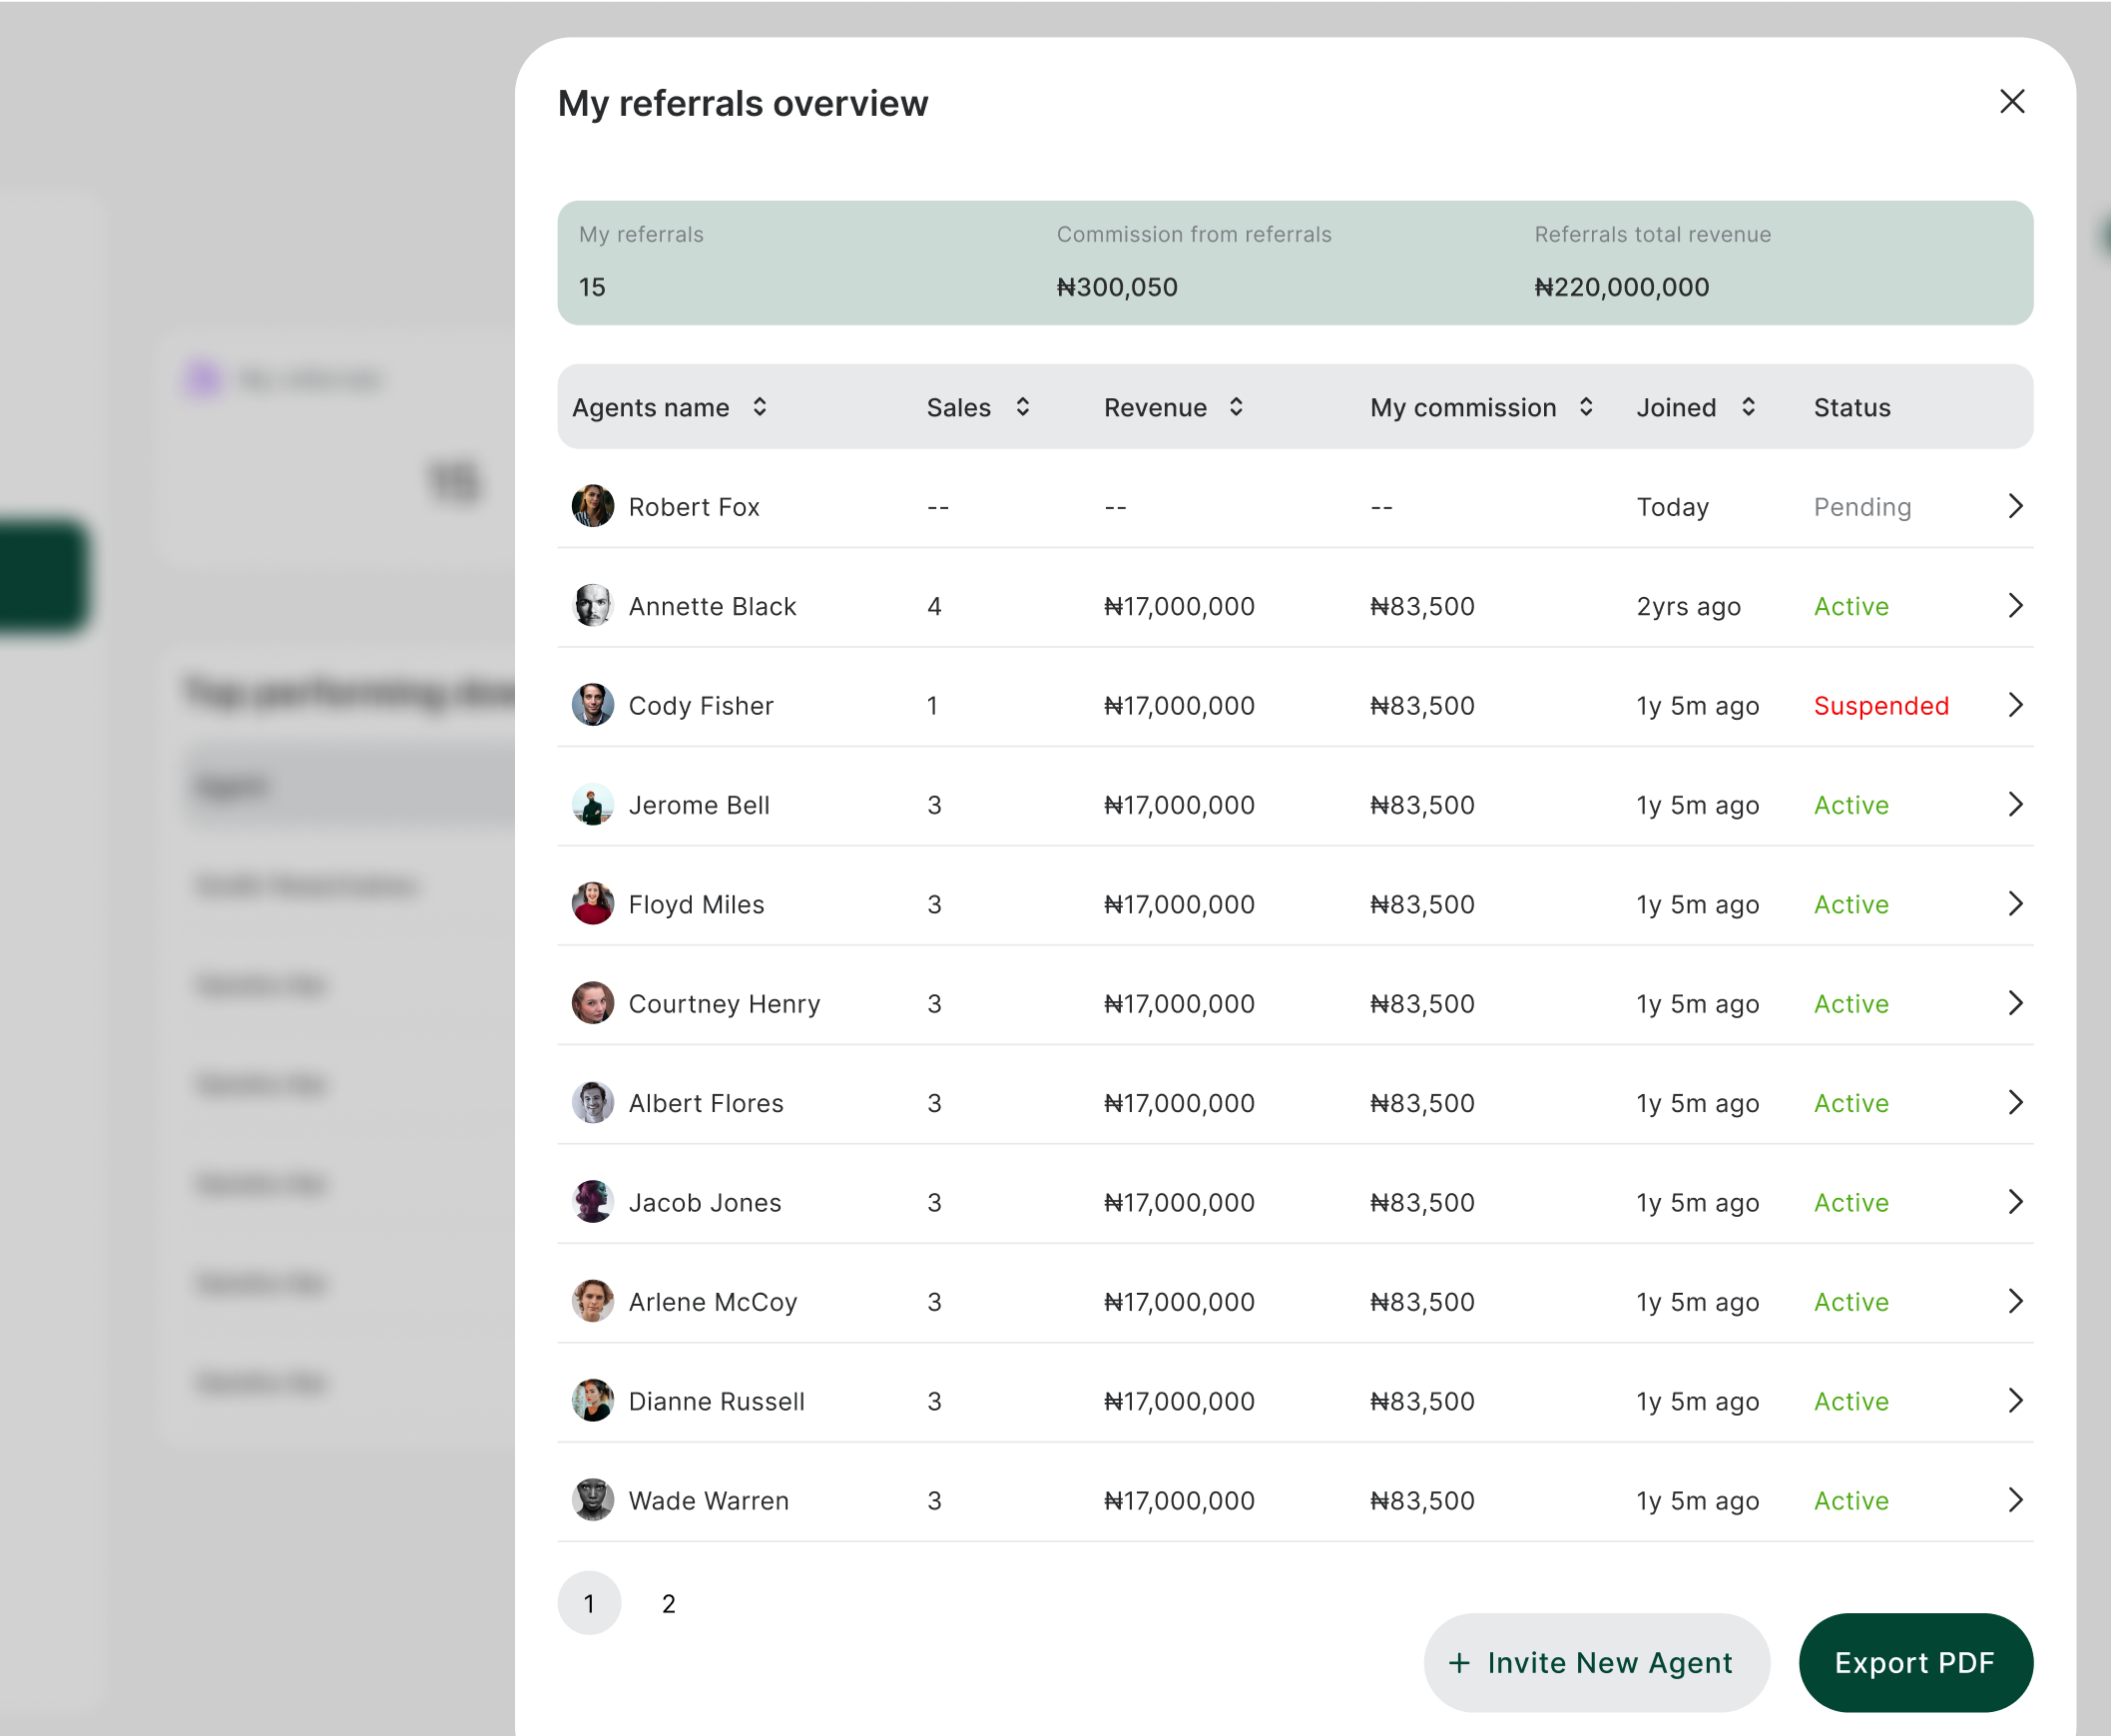 My referrals overview
My referrals Commission from referrals Referrals total revenue
15 ₦300,050 ₦220,000,000
Agents name Sales Revenue My commission Joined Status
Robert Fox -- -- -- Today Pending
Annette Black 4 ₦17,000,000 ₦83,500 2yrs ago Active
Cody Fisher 1 ₦17,000,000 ₦83,500 1y 5m ago Suspended
Jerome Bell 3 ₦17,000,000 ₦83,500 1y 5m ago Active
Floyd Miles 3 ₦17,000,000 ₦83,500 1y 5m ago Active
Courtney Henry 3 ₦17,000,000 ₦83,500 1y 5m ago Active
Albert Flores 3 ₦17,000,000 ₦83,500 1y 5m ago Active
Jacob Jones 3 ₦17,000,000 ₦83,500 1y 5m ago Active
Arlene McCoy 3 ₦17,000,000 ₦83,500 1y 5m ago Active
Dianne Russell 3 ₦17,000,000 ₦83,500 1y 5m ago Active
Wade Warren 3 ₦17,000,000 ₦83,500 1y 5m ago Active
1 2
+ Invite New Agent Export PDF
My referrals
15
Top performing
Agent